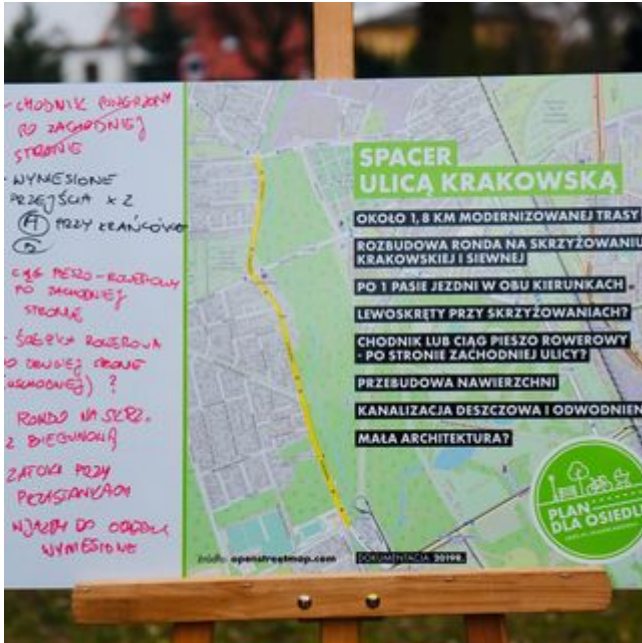 - CHODNIK
PO ZACHODNIEJ
STRONIE
- WYNIESIONE
PRZEJŚCIA x 2
PRZY KRAŃCÓWCE
CIĄG PIESZO-ROWEROWY
PO ZACHODNIEJ
STRONIE
- ŚCIEŻKA ROWEROWA
PO DRUGIEJ STRONIE
WSCHODNIEJ) ?
RONDO NA SKRZ.
Z BIEGUNOWĄ
ZATOKI PRZY
PRZYSTANKACH
WJAZDY DO
WYNIESIONE
SPACER
ULICĄ KRAKOWSKĄ
OKOŁO 1,8 KM MODERNIZOWANEJ TRASY
ROZBUDOWA RONDA NA SKRZYŻOWANIU
KRAKOWSKIEJ I SIEWNEJ
PO 1 PASIE JEZDNI W OBU KIERUNKACH
LEWOSKRĘTY PRZY SKRZYŻOWANIACH?
CHODNIK LUB CIĄG PIESZO ROWEROWY
- PO STRONIE ZACHODNIEJ ULICY?
PRZEBUDOWA NAWIERZCHNI
KANALIZACJA DESZCZOWA I ODWODNIEN
MAŁA ARCHITEKTURA?
PLAN
DLA OSIEDLA
źródło: openstreetmap.com
DOKUMENTACJA: 2019R.